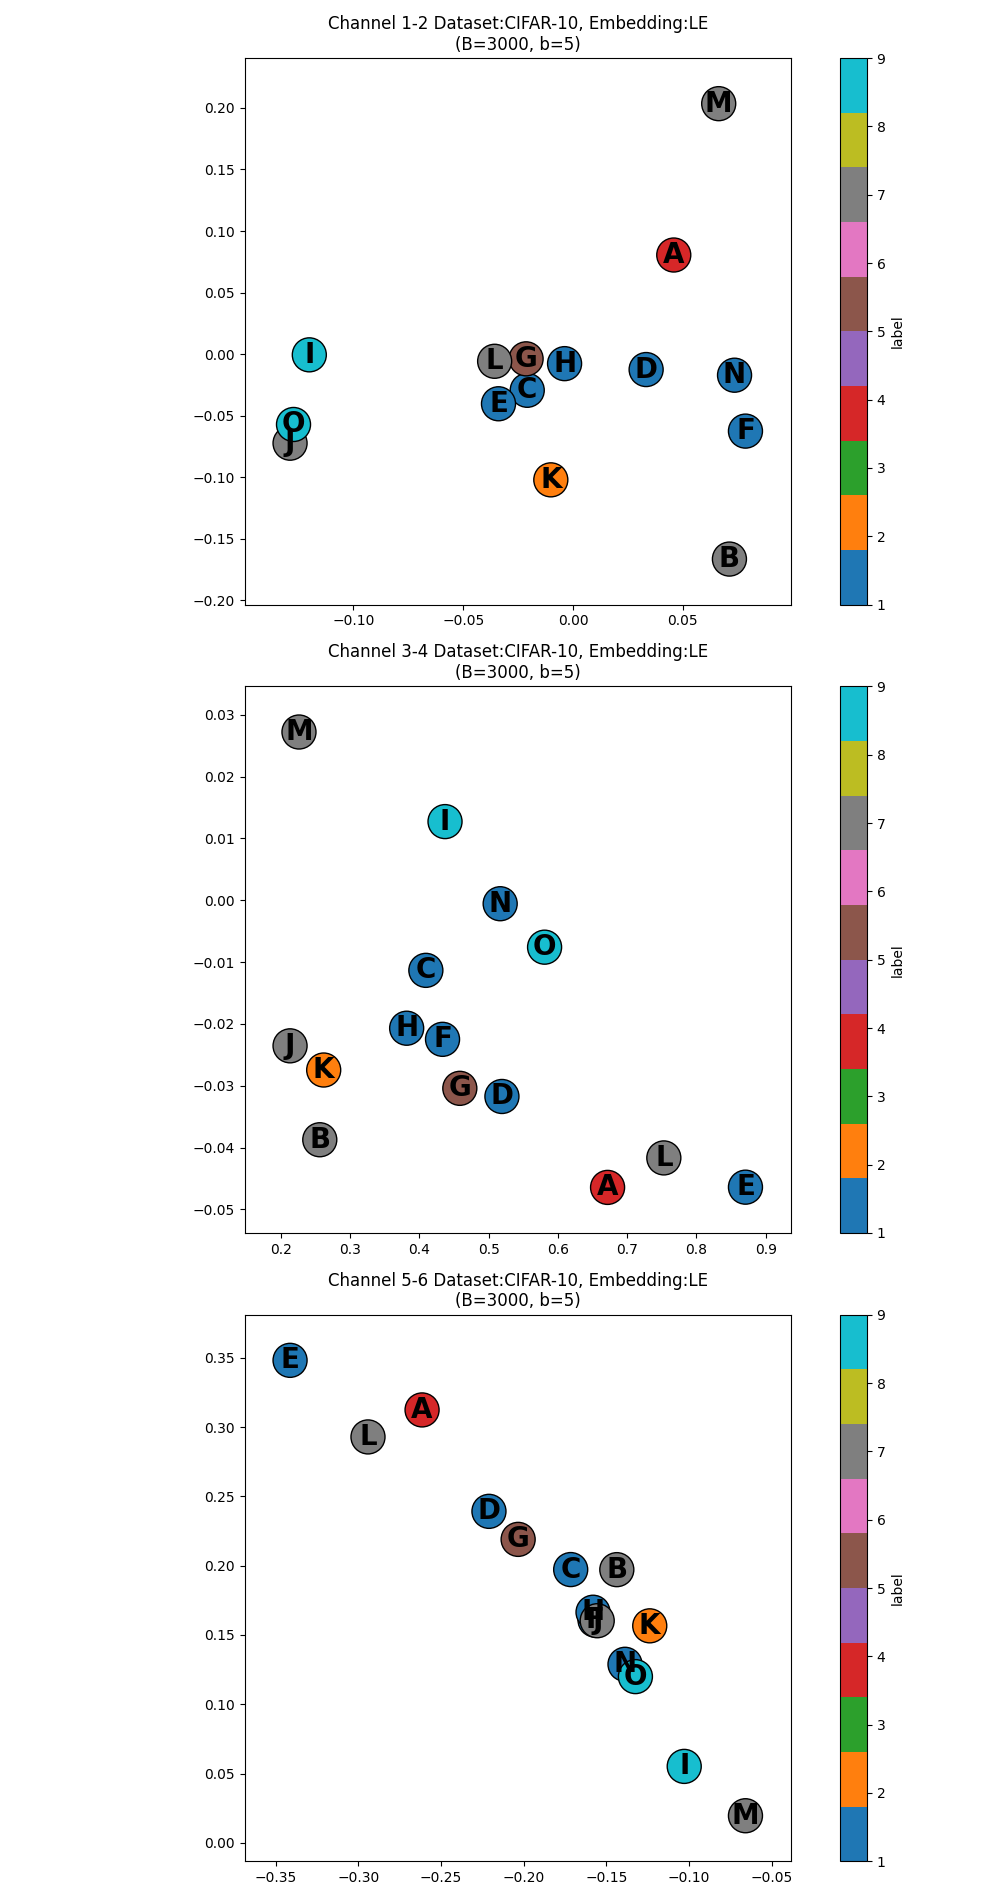 Channel 1-2 Dataset:CIFAR-10, Embedding:LE
(B=3000, b=5)
0.20
0.15
0.10
0.05
0.00
−0.05
−0.10
−0.15
−0.20
M
A
I
L G H D N
E C
O
J
F
K
B
−0.10 −0.05 0.00 0.05
9
8
7
6
5
4
3
2
1
label
Channel 3-4 Dataset:CIFAR-10, Embedding:LE
(B=3000, b=5)
0.03
0.02
0.01
0.00
−0.01
−0.02
−0.03
−0.04
−0.05
M
I
N
O
C
H F
J
K
G D
B
L
A E
0.2 0.3 0.4 0.5 0.6 0.7 0.8 0.9
9
8
7
6
5
4
3
2
1
label
Channel 5-6 Dataset:CIFAR-10, Embedding:LE
(B=3000, b=5)
0.35
0.30
0.25
0.20
0.15
0.10
0.05
0.00
E
A
L
D
G
C B
H
J K
N
O
I
M
−0.35 −0.30 −0.25 −0.20 −0.15 −0.10 −0.05
9
8
7
6
5
4
3
2
1
label